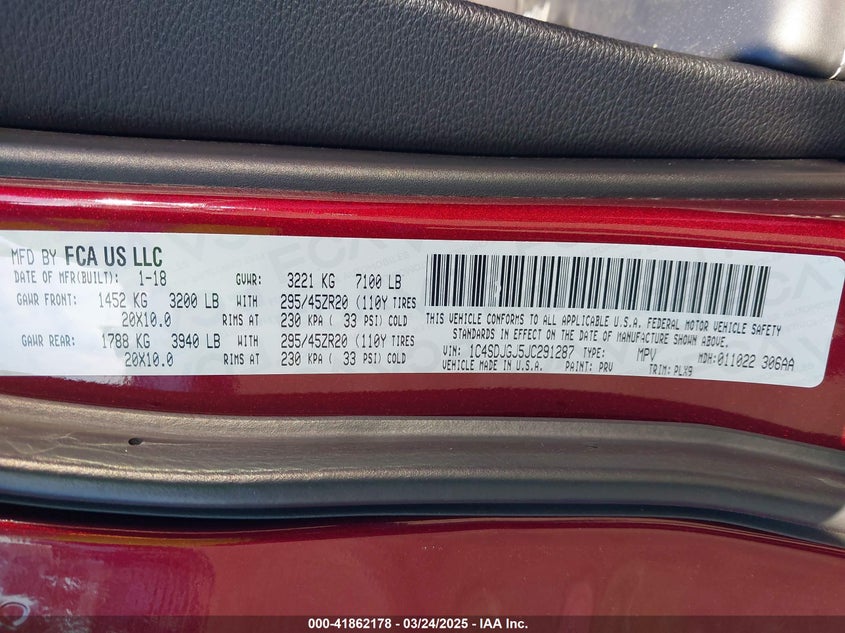 MFD BY FCA US LLC
DATE OF MFR(BUILT): 1-18 GVWR: 3221 KG 7100 LB
GAWR FRONT: 1452 KG 3200 LB WITH 295/45ZR20 (110Y TIRES
20X10.0 RIMS AT 230 KPA ( 33 PSI) COLD
GAWR REAR: 1788 KG 3940 LB WITH 295/45ZR20 (110Y TIRES
20X10.0 RIMS AT 230 KPA ( 33 PSI) COLD
THIS VEHICLE CONFORMS TO ALL APPLICABLE U.S.A. FEDERAL MOTOR VEHICLE SAFETY
STANDARDS IN EFFECT ON THE DATE OF MANUFACTURE SHOWN ABOVE.
VIN: 1C4SDJGJ5JC291287 TYPE: MPV MDH:011022 306AA
VEHICLE MADE IN U.S.A. PAINT: PRV TRIM: PLX9
000-41862178 - 03/24/2025 - IAA Inc.